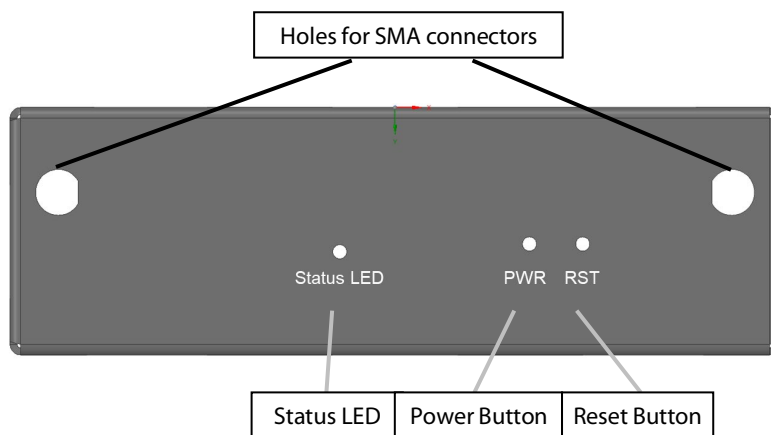 Holes for SMA connectors
Status LED
PWR
RST
Status LED
Power Button
Reset Button